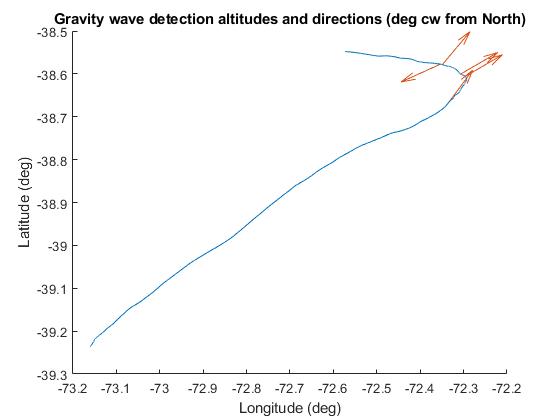 Gravity wave detection altitudes and directions (deg cw from North)
-38.5
-38.6
-38.7
-38.8
-38.9
-39
-39.1
-39.2
-39.3
Latitude (deg)
-73.2 -73.1 -73 -72.9 -72.8 -72.7 -72.6 -72.5 -72.4 -72.3 -72.2
Longitude (deg)